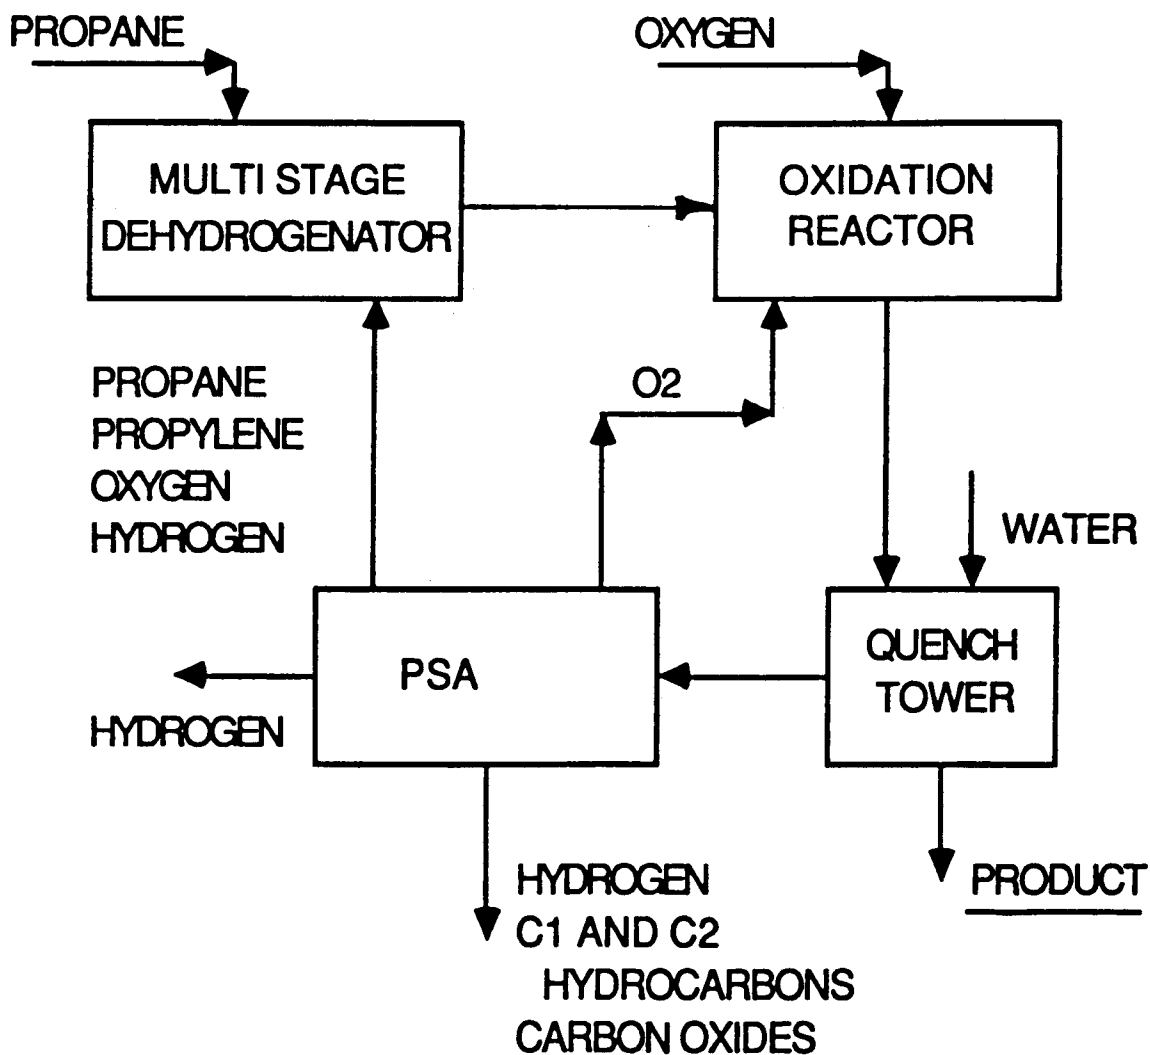 PROPANE
OXYGEN
MULTI STAGE
DEHYDROGENATOR
OXIDATION
REACTOR
PROPANE
PROPYLENE
OXYGEN
HYDROGEN
O2
WATER
QUENCH
TOWER
PSA
HYDROGEN
PRODUCT
HYDROGEN
C1 AND C2
HYDROCARBONS
CARBON OXIDES